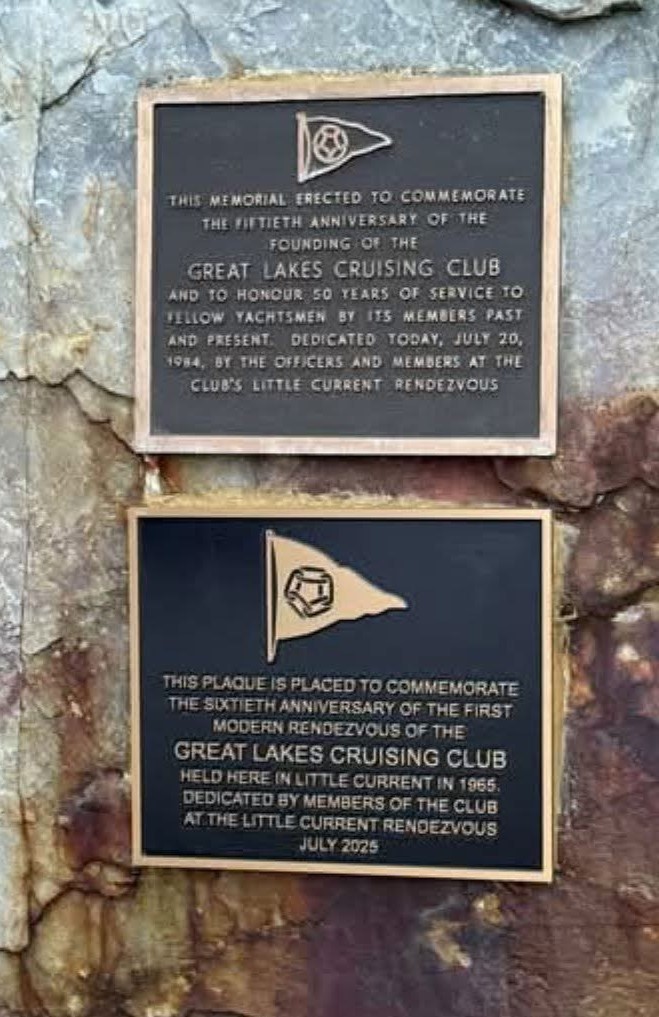 THIS MEMORIAL ERECTED TO COMMEMORATE
THE FIFTIETH ANNIVERSARY OF THE
FOUNDING OF THE
GREAT LAKES CRUISING CLUB
AND TO HONOUR 50 YEARS OF SERVICE TO
FELLOW YACHTSMEN BY ITS MEMBERS PAST
AND PRESENT. DEDICATED TODAY, JULY 20,
1984, BY THE OFFICERS AND MEMBERS AT THE
CLUB'S LITTLE CURRENT RENDEZVOUS
THIS PLAQUE IS PLACED TO COMMEMORATE
THE SIXTIETH ANNIVERSARY OF THE FIRST
MODERN RENDEZVOUS OF THE
GREAT LAKES CRUISING CLUB
HELD HERE IN LITTLE CURRENT IN 1965.
DEDICATED BY MEMBERS OF THE CLUB
AT THE LITTLE CURRENT RENDEZVOUS
JULY 2025